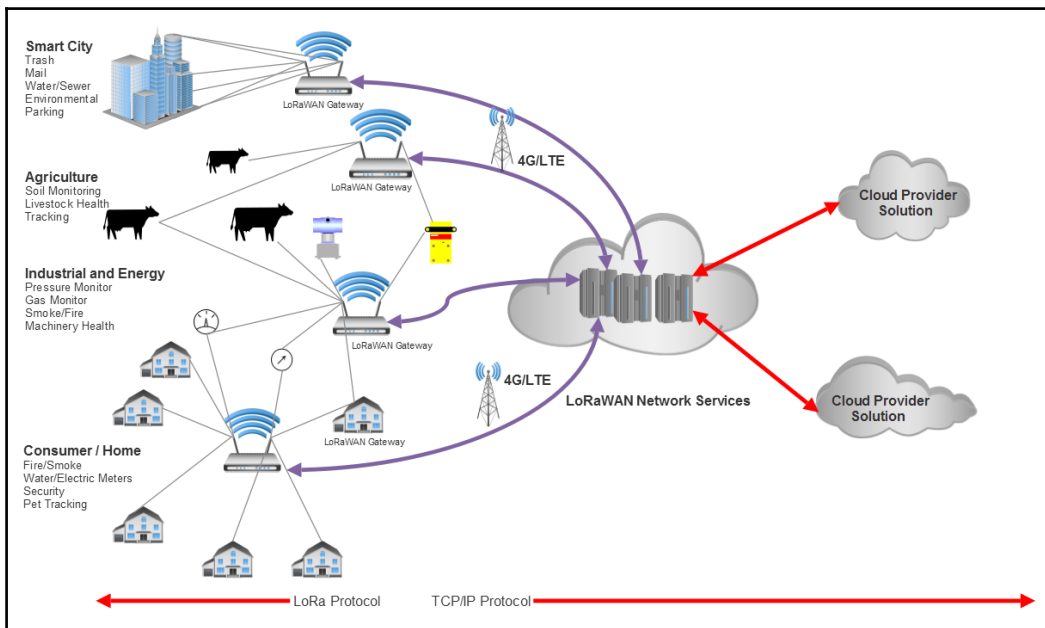 Smart City
Trash
Mail
Water/Sewer
Environmental
Parking
LoRaWAN Gateway
4G/LTE
LoRaWAN Gateway
Agriculture
Soil Monitoring
Livestock Health
Tracking
Cloud Provider
Solution
Industrial and Energy
Pressure Monitor
Gas Monitor
Smoke/Fire
Machinery Health
LoRaWAN Gateway
4G/LTE
LoRaWAN Network Services
Cloud Provider
Solution
LoRaWAN Gateway
Consumer / Home
Fire/Smoke
Water/Electric Meters
Security
Pet Tracking
LoRa Protocol
TCP/IP Protocol